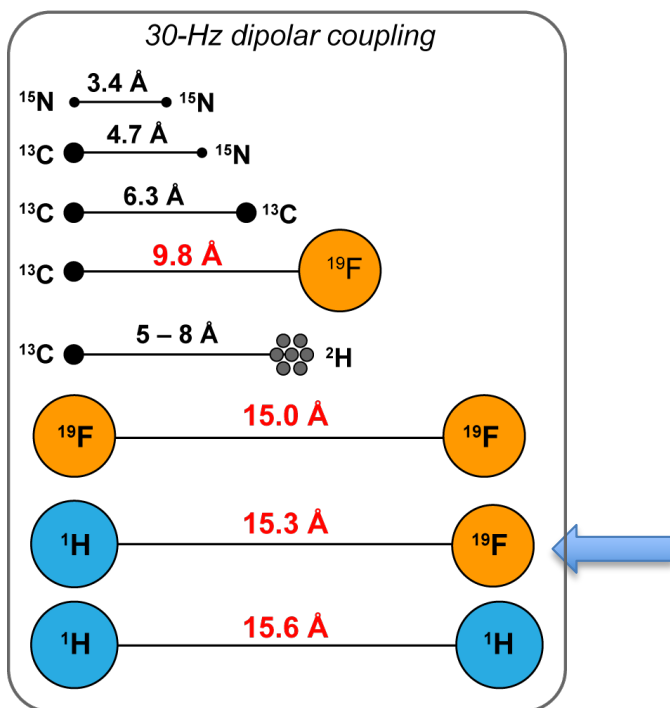 30-Hz dipolar coupling
¹⁵N 3.4 Å ¹⁵N
¹³C 4.7 Å ¹⁵N
¹³C 6.3 Å ¹³C
¹³C 9.8 Å ¹⁹F
¹³C 5 – 8 Å ²H
¹⁹F 15.0 Å ¹⁹F
¹H 15.3 Å ¹⁹F
¹H 15.6 Å ¹H